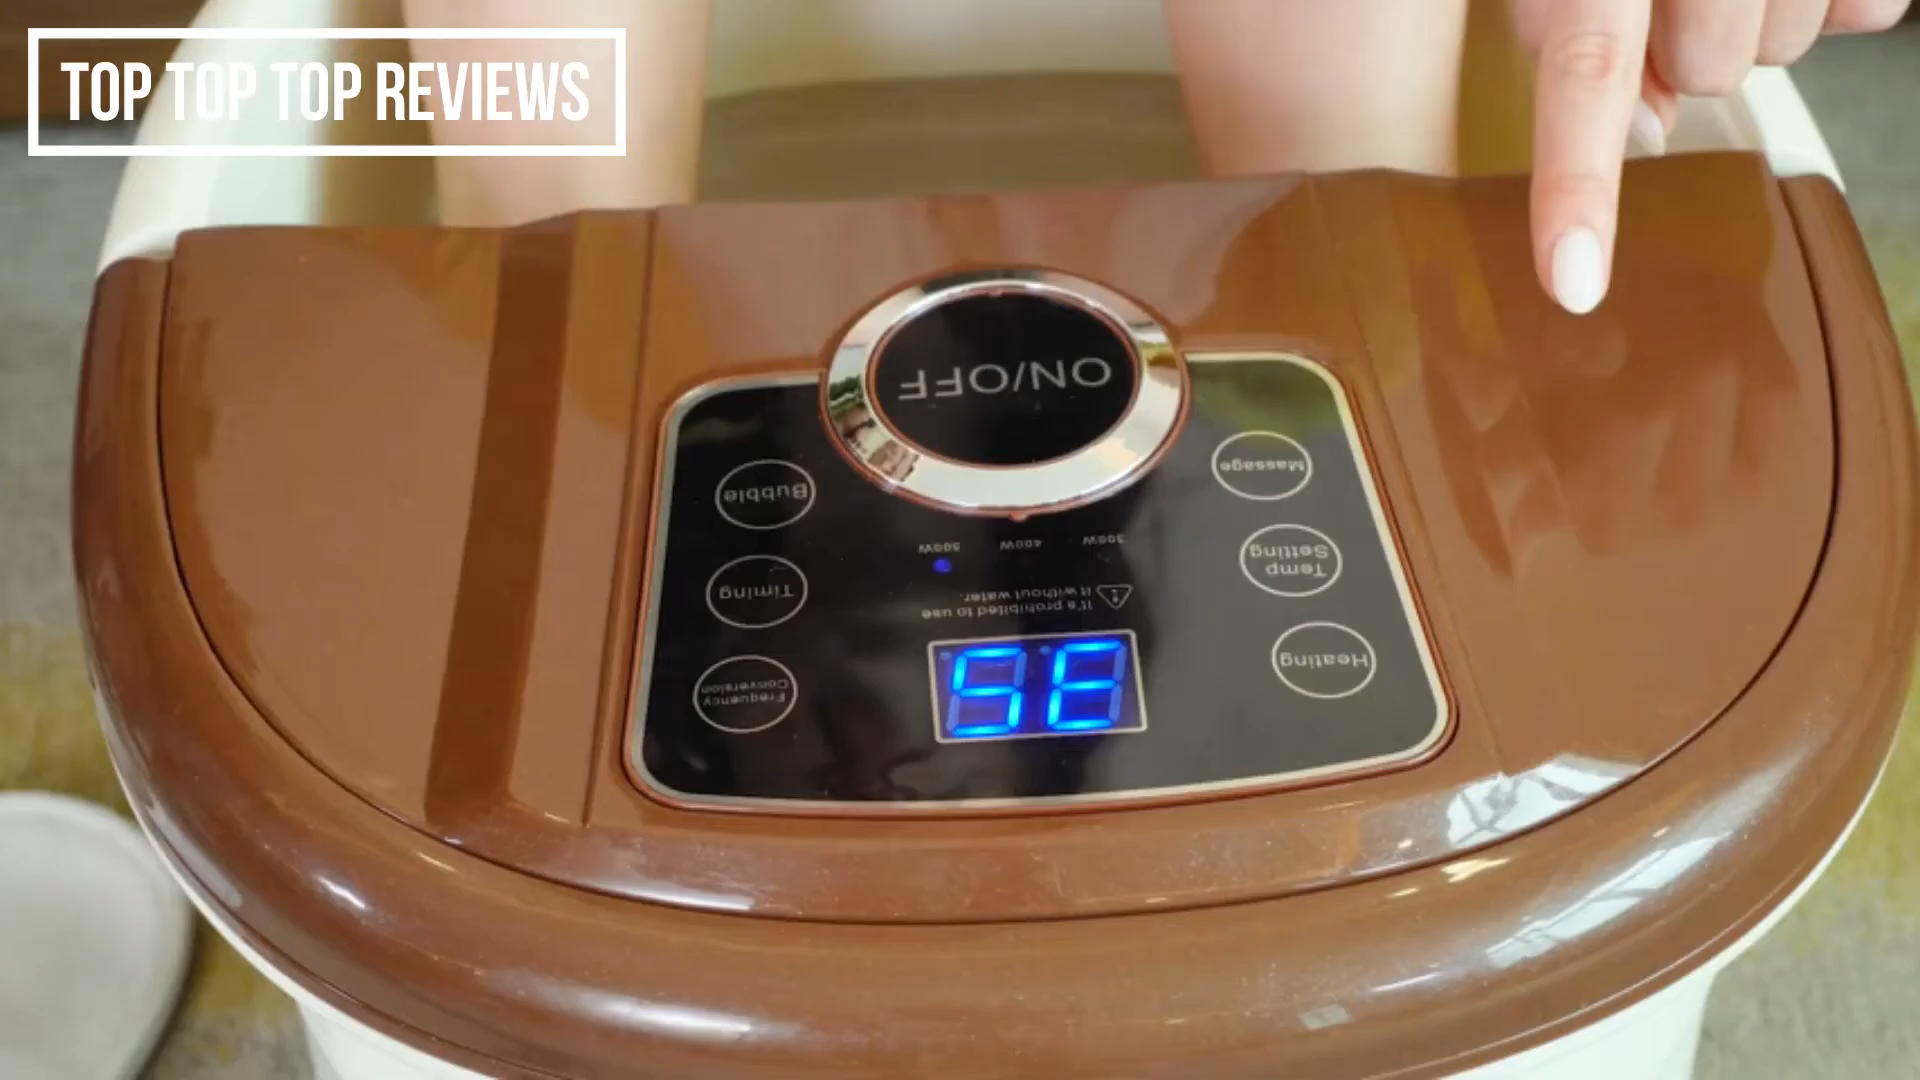 TOP TOP TOP REVIEWS
35
Heating
Frequency
Conversion
It's prohibited to use
it without water.
Temp
Setting
Timing
300W 400W 500W
Massage
Bubble
ON/OFF